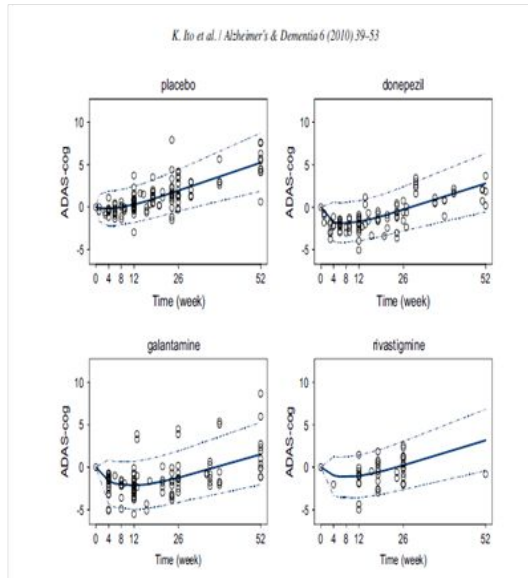 K. Ito et al. / Alzheimer's & Dementia 6 (2010) 39–53
placebo
donepezil
ADAS-cog
10
5
0
-5
0 4 8 12 26 52
Time (week)
ADAS-cog
10
5
0
-5
0 4 8 12 26 52
Time (week)
galantamine
rivastigmine
ADAS-cog
10
5
0
-5
0 4 8 12 26 52
Time (week)
ADAS-cog
10
5
0
-5
0 4 8 12 26 52
Time (week)